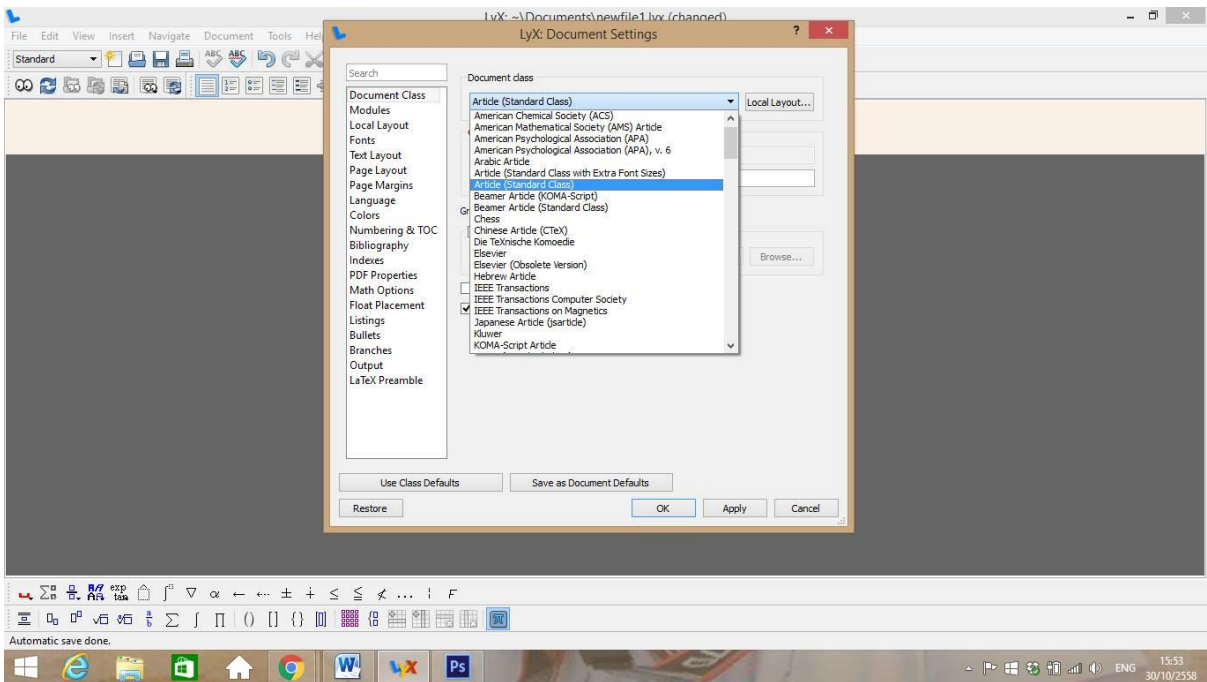 LyX: ~\Documents\newfile1.lyx (changed)
File Edit View Insert Navigate Document Tools Hel
LyX: Document Settings
?
Standard
ABC
ABC
Search
Document Class
Modules
Local Layout
Fonts
Text Layout
Page Layout
Page Margins
Language
Colors
Numbering & TOC
Bibliography
Indexes
PDF Properties
Math Options
Float Placement
Listings
Bullets
Branches
Output
LaTeX Preamble
Document class
Article (Standard Class)
Local Layout...
American Chemical Society (ACS)
American Mathematical Society (AMS) Article
American Psychological Association (APA)
American Psychological Association (APA), v. 6
Arabic Article
Article (Standard Class with Extra Font Sizes)
Article (Standard Class)
Beamer Article (KOMA-Script)
Beamer Article (Standard Class)
Chess
Chinese Article (CTeX)
Die TeXnische Komoedie
Elsevier
Elsevier (Obsolete Version)
Hebrew Article
IEEE Transactions
IEEE Transactions Computer Society
IEEE Transactions on Magnetics
Japanese Article (jsarticle)
Kluwer
KOMA-Script Article
Gr
Browse...
Use Class Defaults
Save as Document Defaults
Restore
OK
Apply
Cancel
Automatic save done.
W
LyX
Ps
ENG
15:53
30/10/2558